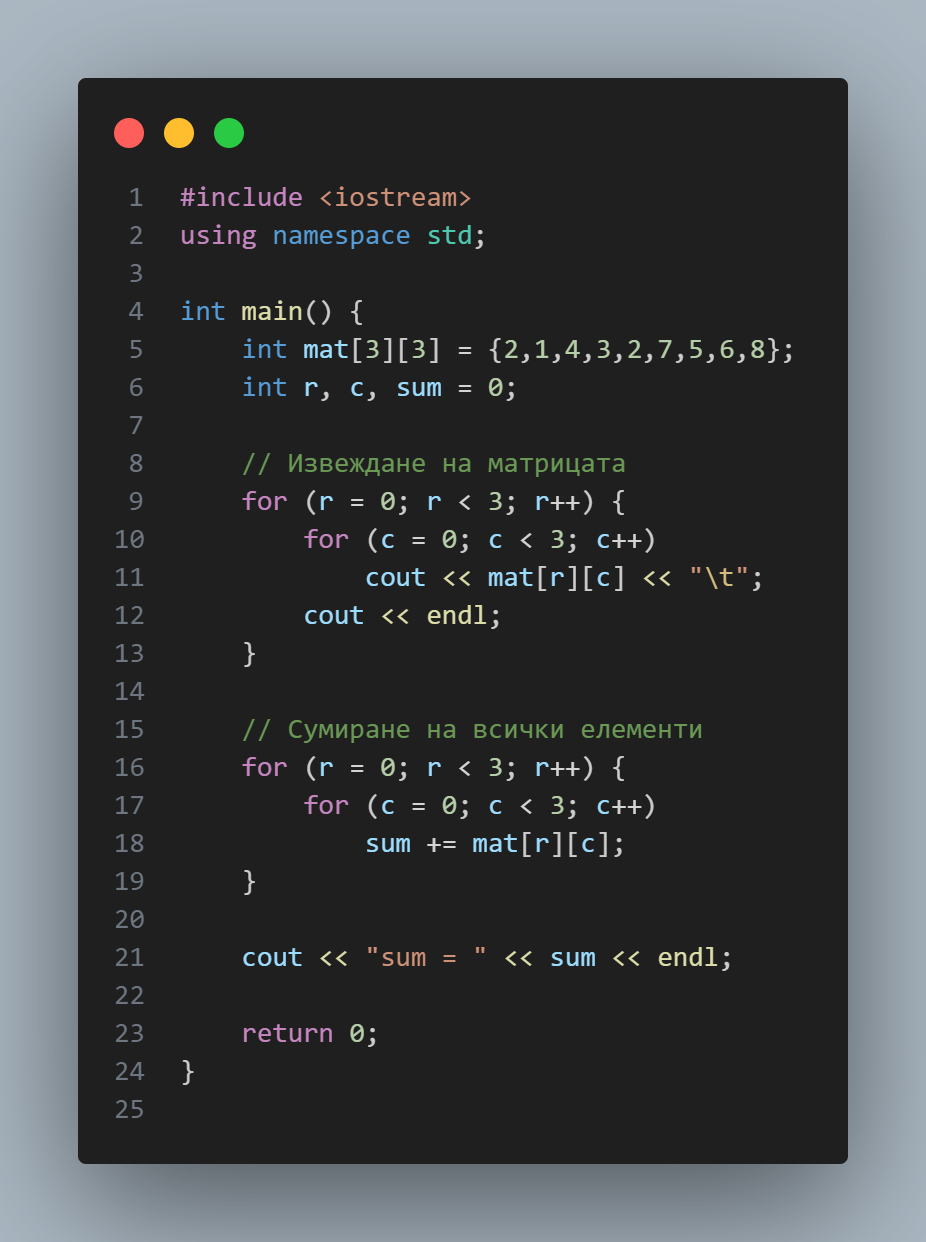 1 #include <iostream>
2 using namespace std;
3
4 int main() {
5     int mat[3][3] = {2,1,4,3,2,7,5,6,8};
6     int r, c, sum = 0;
7
8     // Извеждане на матрицата
9     for (r = 0; r < 3; r++) {
10         for (c = 0; c < 3; c++)
11             cout << mat[r][c] << "\t";
12         cout << endl;
13     }
14
15     // Сумиране на всички елементи
16     for (r = 0; r < 3; r++) {
17         for (c = 0; c < 3; c++)
18             sum += mat[r][c];
19     }
20
21     cout << "sum = " << sum << endl;
22
23     return 0;
24 }
25